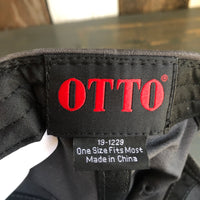 OTTO®
19-1229
One Size Fits Most
Made in China